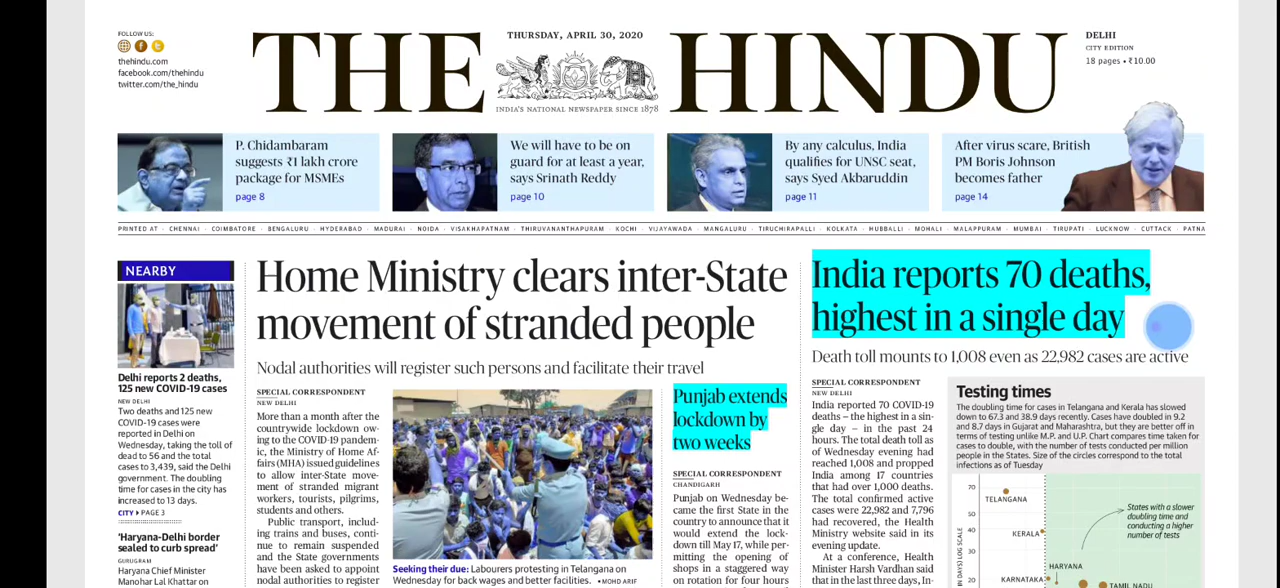 FOLLOW US:
thehindu.com
facebook.com/thehindu
twitter.com/the_hindu
THE HINDU
THURSDAY, APRIL 30, 2020
INDIA'S NATIONAL NEWSPAPER SINCE 1878
DELHI
CITY EDITION
18 pages • ₹10.00
P. Chidambaram
suggests ₹1 lakh crore
package for MSMEs
page 8
We will have to be on
guard for at least a year,
says Srinath Reddy
page 10
By any calculus, India
qualifies for UNSC seat,
says Syed Akbaruddin
page 11
After virus scare, British
PM Boris Johnson
becomes father
page 14
PRINTED AT · CHENNAI · COIMBATORE · BENGALURU · HYDERABAD · MADURAI · NOIDA · VISAKHAPATNAM · THIRUVANANTHAPURAM · KOCHI · VIJAYAWADA · MANGALURU · TIRUCHIRAPALLI · KOLKATA · HUBBALLI · MOHALI · MALAPPURAM · MUMBAI · TIRUPATI · LUCKNOW · CUTTACK · PATNA
NEARBY
Delhi reports 2 deaths,
125 new COVID-19 cases
NEW DELHI
Two deaths and 125 new
COVID-19 cases were
reported in Delhi on
Wednesday, taking the toll of
dead to 56 and the total
cases to 3,439, said the Delhi
government. The doubling
time for cases in the city has
increased to 13 days.
CITY ▸ PAGE 3
'Haryana-Delhi border
sealed to curb spread'
GURUGRAM
Haryana Chief Minister
Manohar Lal Khattar on
Home Ministry clears inter-State
movement of stranded people
Nodal authorities will register such persons and facilitate their travel
SPECIAL CORRESPONDENT
NEW DELHI
More than a month after the
countrywide lockdown ow-
ing to the COVID-19 pandem-
ic, the Ministry of Home Af-
fairs (MHA) issued guidelines
to allow inter-State move-
ment of stranded migrant
workers, tourists, pilgrims,
students and others.
Public transport, includ-
ing trains and buses, conti-
nue to remain suspended
and the State governments
have been asked to appoint
nodal authorities to register
Seeking their due: Labourers protesting in Telangana on
Wednesday for back wages and better facilities. • MOHD ARIF
Punjab extends
lockdown by
two weeks
SPECIAL CORRESPONDENT
CHANDIGARH
Punjab on Wednesday be-
came the first State in the
country to announce that it
would extend the lock-
down till May 17, while per-
mitting the opening of
shops in a staggered way
on rotation for four hours
India reports 70 deaths,
highest in a single day
Death toll mounts to 1,008 even as 22,982 cases are active
SPECIAL CORRESPONDENT
NEW DELHI
India reported 70 COVID-19
deaths – the highest in a sin-
gle day – in the past 24
hours. The total death toll as
of Wednesday evening had
reached 1,008 and propped
India among 17 countries
that had over 1,000 deaths.
The total confirmed active
cases were 22,982 and 7,796
had recovered, the Health
Ministry website said in its
evening update.
At a conference, Health
Minister Harsh Vardhan said
that in the last three days, In-
Testing times
The doubling time for cases in Telangana and Kerala has slowed
down to 67.3 and 38.9 days recently. Cases have doubled in 9.2
and 8.7 days in Gujarat and Maharashtra, but they are better off in
terms of testing unlike M.P. and U.P. Chart compares time taken for
cases to double, with the number of tests conducted per million
people in the States. Size of the circles correspond to the total
infections as of Tuesday
70
TELANGANA
50
40
KERALA
30
HARYANA
20
KARNATAKA
TAMIL NADU
States with a slower
doubling time and
conducting a higher
number of tests
IN DAYS) LOG SCALE